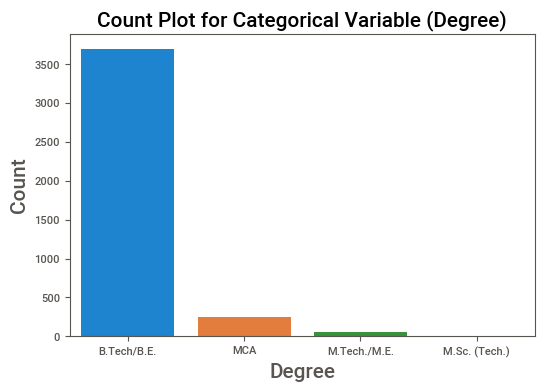 Count Plot for Categorical Variable (Degree)
Count
3500
3000
2500
2000
1500
1000
500
0
B.Tech/B.E.
MCA
M.Tech./M.E.
M.Sc. (Tech.)
Degree